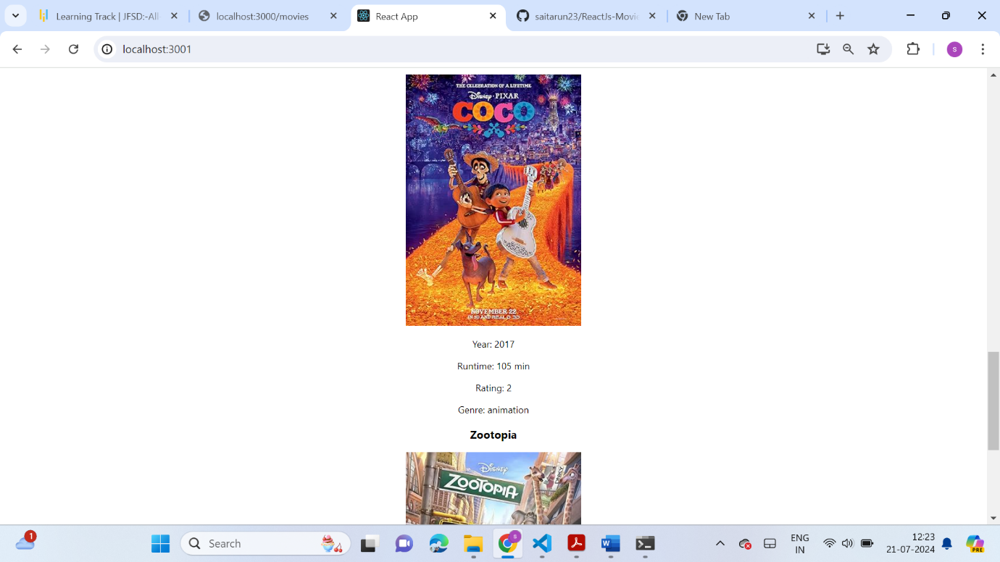 Learning Track | JFSD:-All-
localhost:3000/movies
React App
saitarun23/ReactJs-Movie
New Tab
localhost:3001
s
THE CELEBRATION OF A LIFETIME
Disney · PIXAR
COCO
NOVEMBER 22
IN 3D AND REAL D 3D
Year: 2017
Runtime: 105 min
Rating: 2
Genre: animation
Zootopia
Disney
ZOOTOPIA
1
Search
s
W
ENG
IN
12:23
21-07-2024
PRE